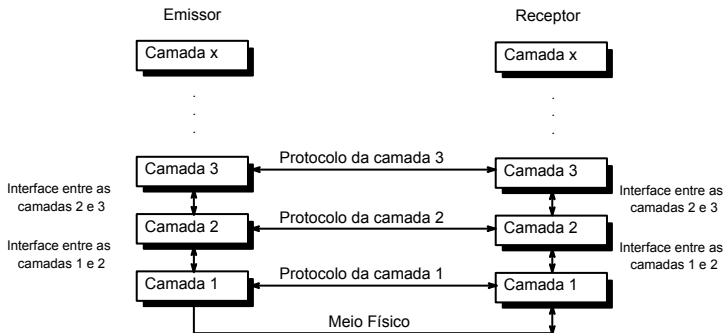 Emissor
Receptor
Camada x
Camada x
.
.
.
.
.
.
Camada 3
Protocolo da camada 3
Camada 3
Interface entre as
camadas 2 e 3
Interface entre as
camadas 2 e 3
Camada 2
Protocolo da camada 2
Camada 2
Interface entre as
camadas 1 e 2
Interface entre as
camadas 1 e 2
Camada 1
Protocolo da camada 1
Camada 1
Meio Físico